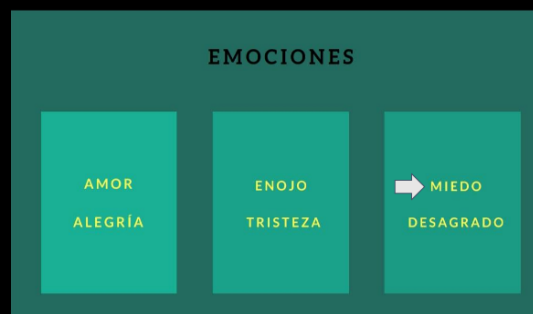 EMOCIONES
AMOR
ALEGRÍA
ENOJO
TRISTEZA
MIEDO
DESAGRADO